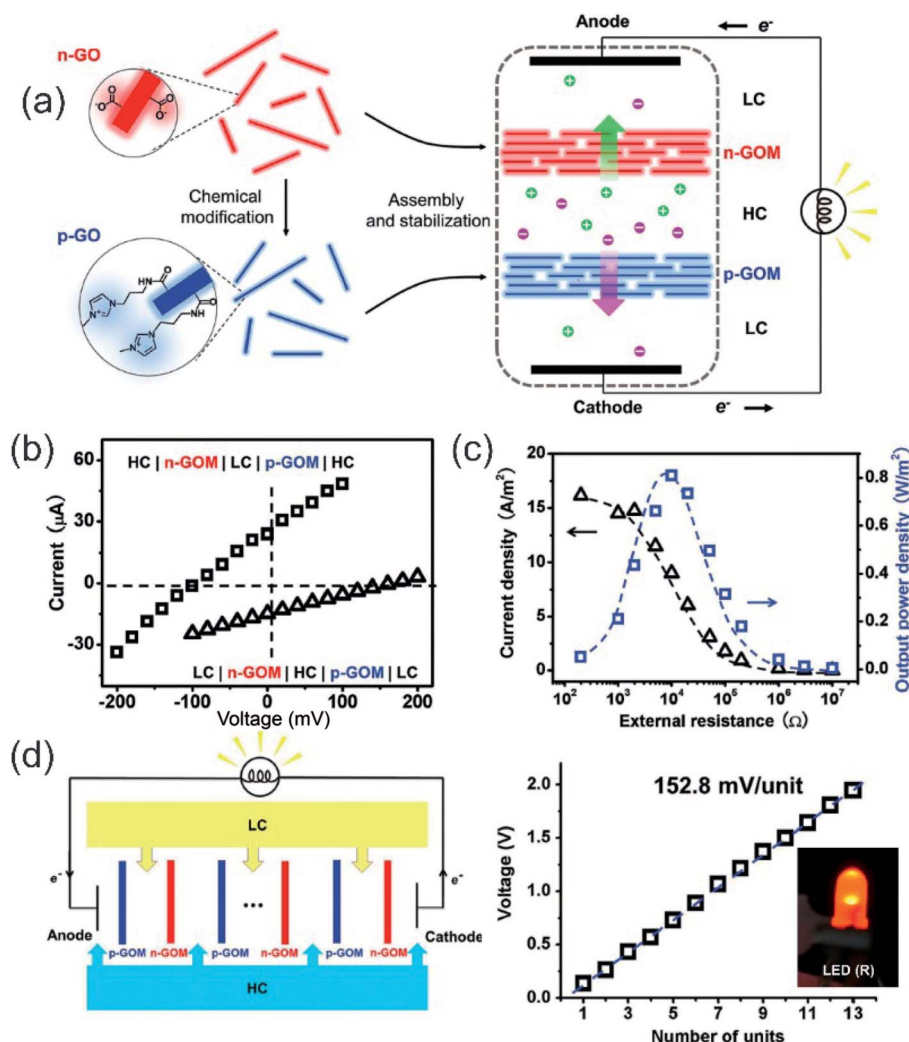 (a)
n-GO
O⁻
O
O
O⁻
Chemical
modification
p-GO
NH
O
N
N⁺
NH
O
N
N⁺
Assembly
and stabilization
Anode
e⁻
LC
n-GOM
HC
p-GOM
LC
Cathode
e⁻
(b)
HC | n-GOM | LC | p-GOM | HC
60
30
0
-30
Current (μA)
LC | n-GOM | HC | p-GOM | LC
-200 -100 0 100 200
Voltage (mV)
(c)
20
15
10
5
0
Current density (A/m²)
0.8
0.6
0.4
0.2
0.0
Output power density (W/m²)
10² 10³ 10⁴ 10⁵ 10⁶ 10⁷
External resistance (Ω)
(d)
LC
e⁻
e⁻
Anode
Cathode
p-GOM n-GOM p-GOM n-GOM p-GOM n-GOM
HC
152.8 mV/unit
2.0
1.5
1.0
0.5
0.0
Voltage (V)
LED (R)
1 3 5 7 9 11 13
Number of units